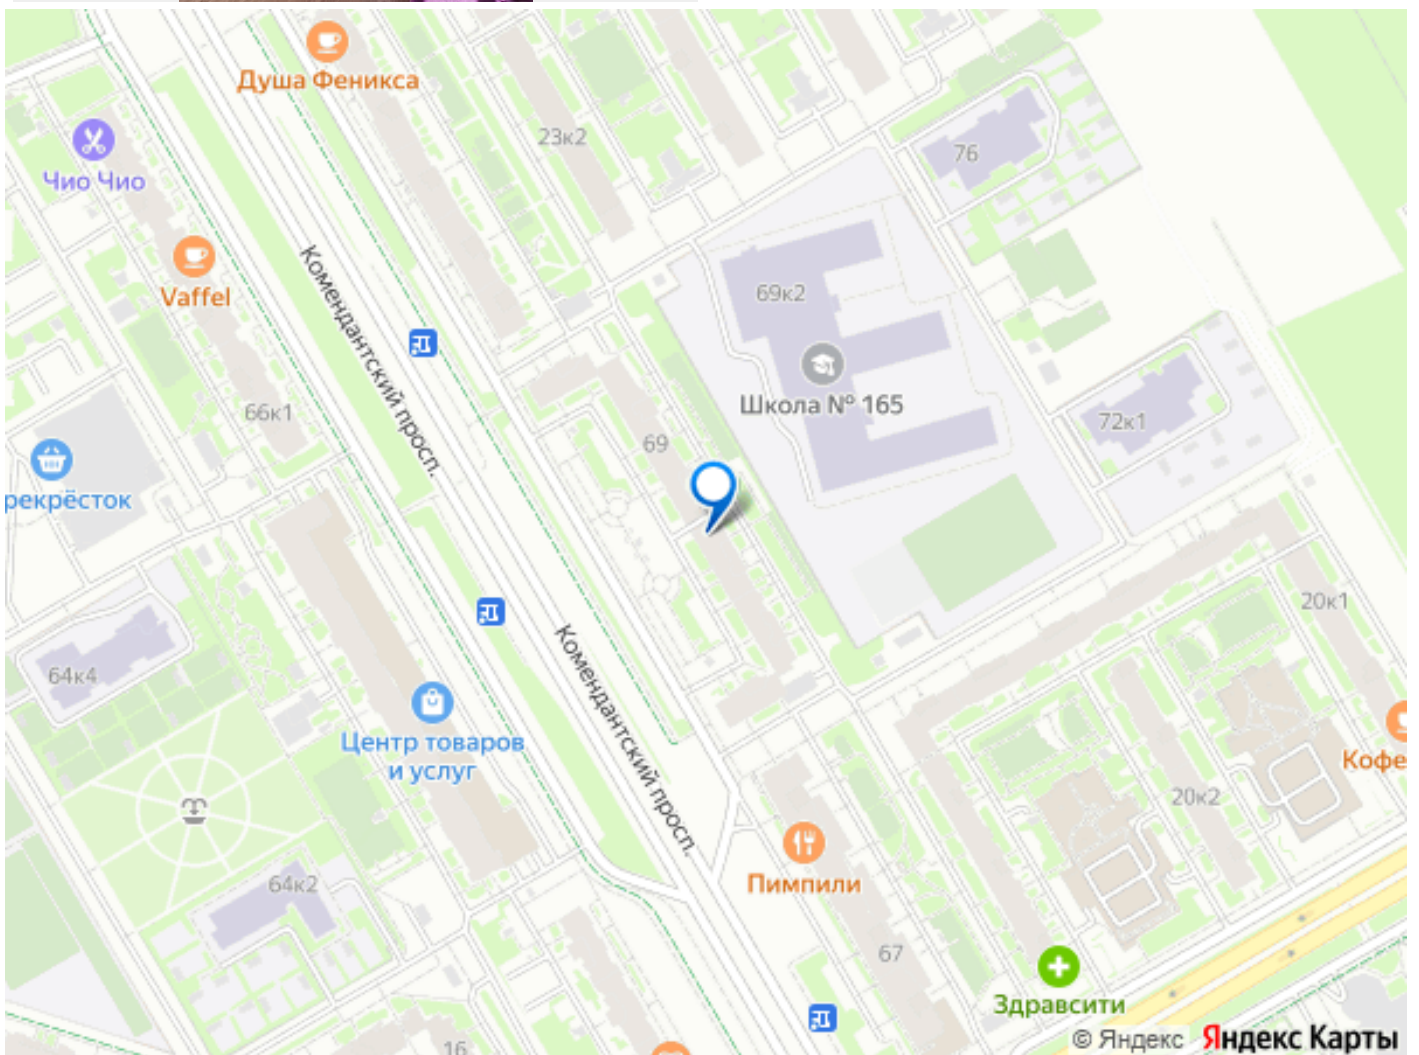 Душа Феникса
23к2
76
Чио Чио
Vaffel
69к2
Комендантский просп.
Школа № 165
66к1
69
72к1
рекрёсток
20к1
64к4
Комендантский просп.
Центр товаров
и услуг
Кофе
20к2
Пимпили
64к2
67
Здравсити
16
© Яндекс Яндекс Карты